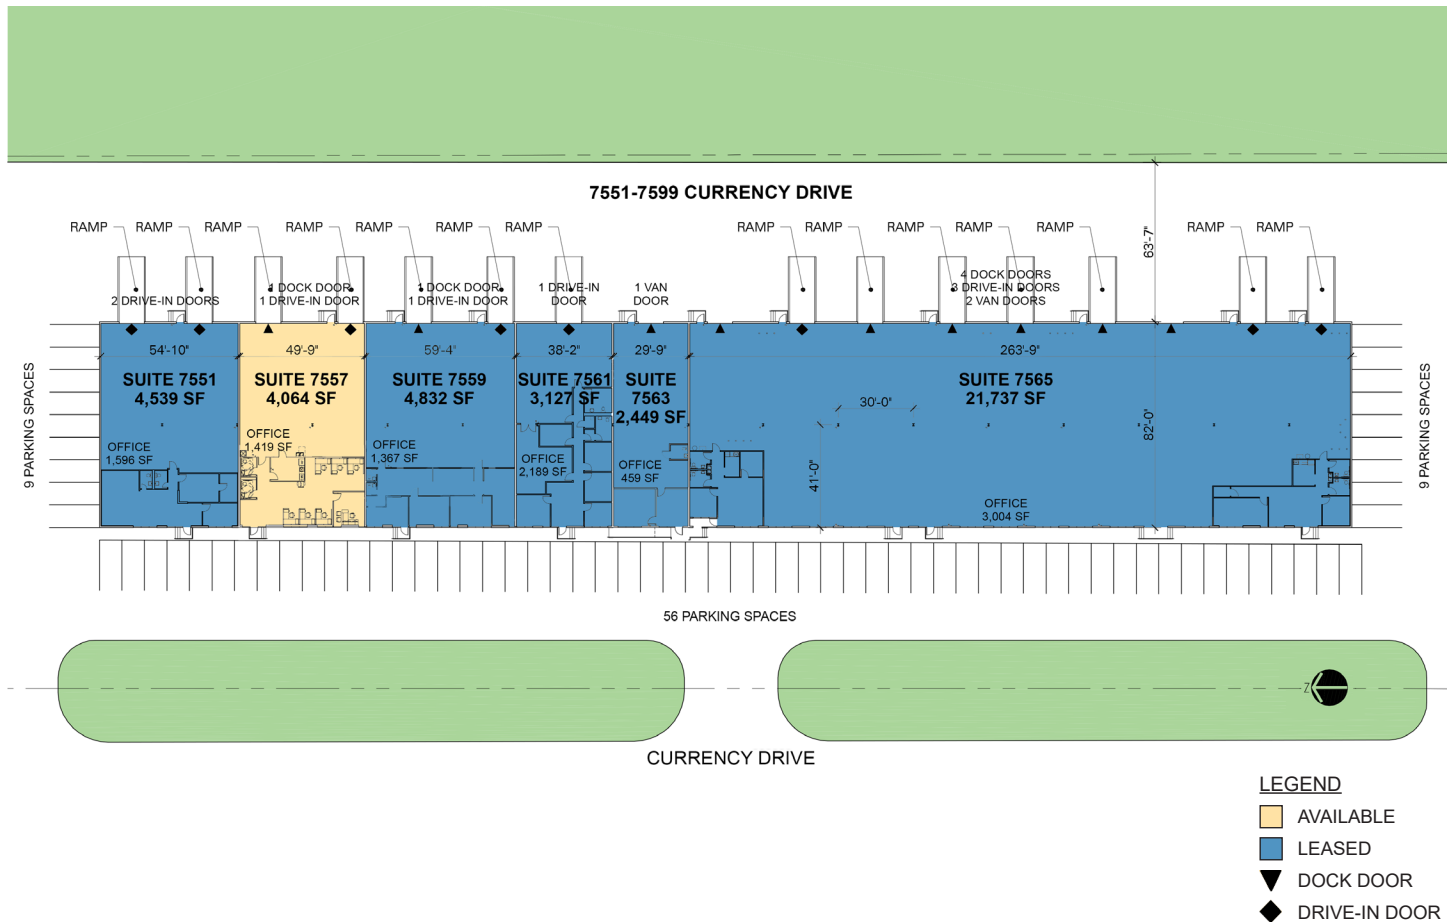 7551-7599 CURRENCY DRIVE
RAMP RAMP RAMP RAMP RAMP RAMP RAMP RAMP RAMP RAMP RAMP RAMP RAMP RAMP
63'-7"
2 DRIVE-IN DOORS
1 DOCK DOOR
1 DRIVE-IN DOOR
1 DOCK DOOR
1 DRIVE-IN DOOR
1 DRIVE-IN
DOOR
1 VAN
DOOR
4 DOCK DOORS
3 DRIVE-IN DOORS
2 VAN DOORS
54'-10"
49'-9"
59'-4"
38'-2"
29'-9"
263'-9"
SUITE 7551
4,539 SF
SUITE 7557
4,064 SF
SUITE 7559
4,832 SF
SUITE 7561
3,127 SF
SUITE
7563
2,449 SF
SUITE 7565
21,737 SF
30'-0"
82'-0"
41'-0"
OFFICE
1,596 SF
OFFICE
1,419 SF
OFFICE
1,367 SF
OFFICE
2,189 SF
OFFICE
459 SF
OFFICE
3,004 SF
9 PARKING SPACES
9 PARKING SPACES
56 PARKING SPACES
Z
CURRENCY DRIVE
LEGEND
AVAILABLE
LEASED
DOCK DOOR
DRIVE-IN DOOR